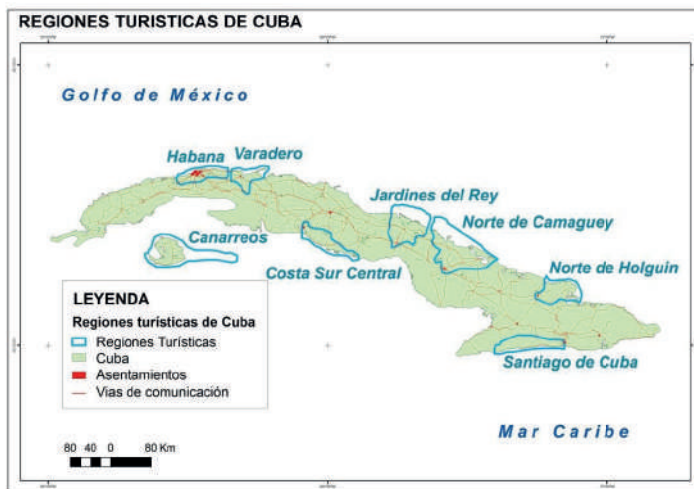 REGIONES TURISTICAS DE CUBA
Golfo de México
Habana
Varadero
Jardines del Rey
Norte de Camaguey
Canarreos
Costa Sur Central
Norte de Holguin
Santiago de Cuba
LEYENDA
Regiones turísticas de Cuba
Regiones Turísticas
Cuba
Asentamientos
Vias de comunicación
Mar Caribe
80 40 0 80 Km